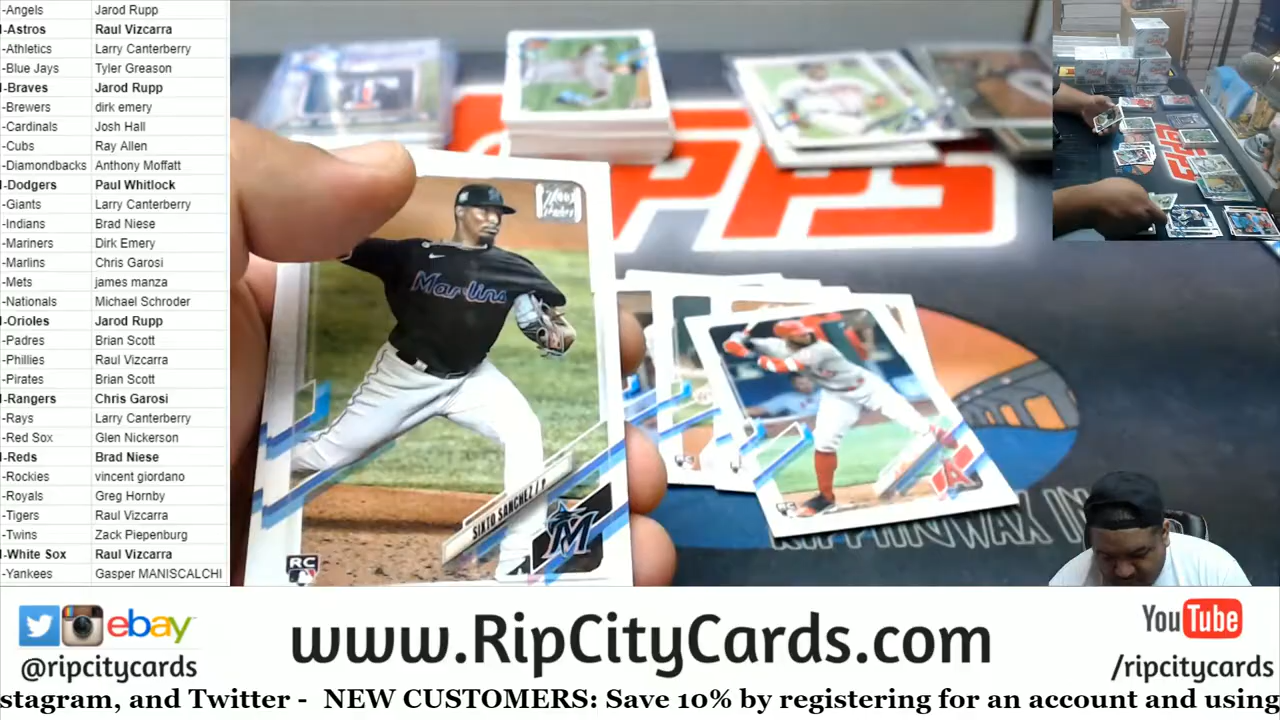 -Angels Jarod Rupp
-Astros Raul Vizcarra
-Athletics Larry Canterberry
-Blue Jays Tyler Greason
-Braves Jarod Rupp
-Brewers dirk emery
-Cardinals Josh Hall
-Cubs Ray Allen
-Diamondbacks Anthony Moffatt
-Dodgers Paul Whitlock
-Giants Larry Canterberry
-Indians Brad Niese
-Mariners Dirk Emery
-Marlins Chris Garosi
-Mets james manza
-Nationals Michael Schroder
-Orioles Jarod Rupp
-Padres Brian Scott
-Phillies Raul Vizcarra
-Pirates Brian Scott
-Rangers Chris Garosi
-Rays Larry Canterberry
-Red Sox Glen Nickerson
-Reds Brad Niese
-Rockies vincent giordano
-Royals Greg Hornby
-Tigers Raul Vizcarra
-Twins Zack Piepenburg
-White Sox Raul Vizcarra
-Yankees Gasper MANISCALCHI
Marlins
SIXTO SANCHEZ / P
M
RC
A
ebay
@ripcitycards
www.RipCityCards.com
YouTube
/ripcitycards
stagram, and Twitter - NEW CUSTOMERS: Save 10% by registering for an account and using